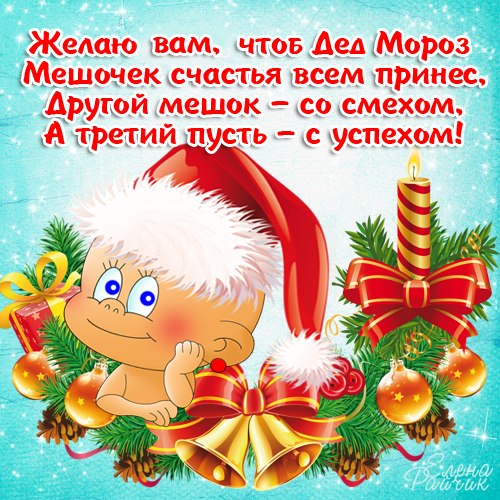 Желаю вам, чтоб Дед Мороз
Мешочек счастья всем принес,
Другой мешок – со смехом,
А третий пусть – с успехом!
Елена
Райчик